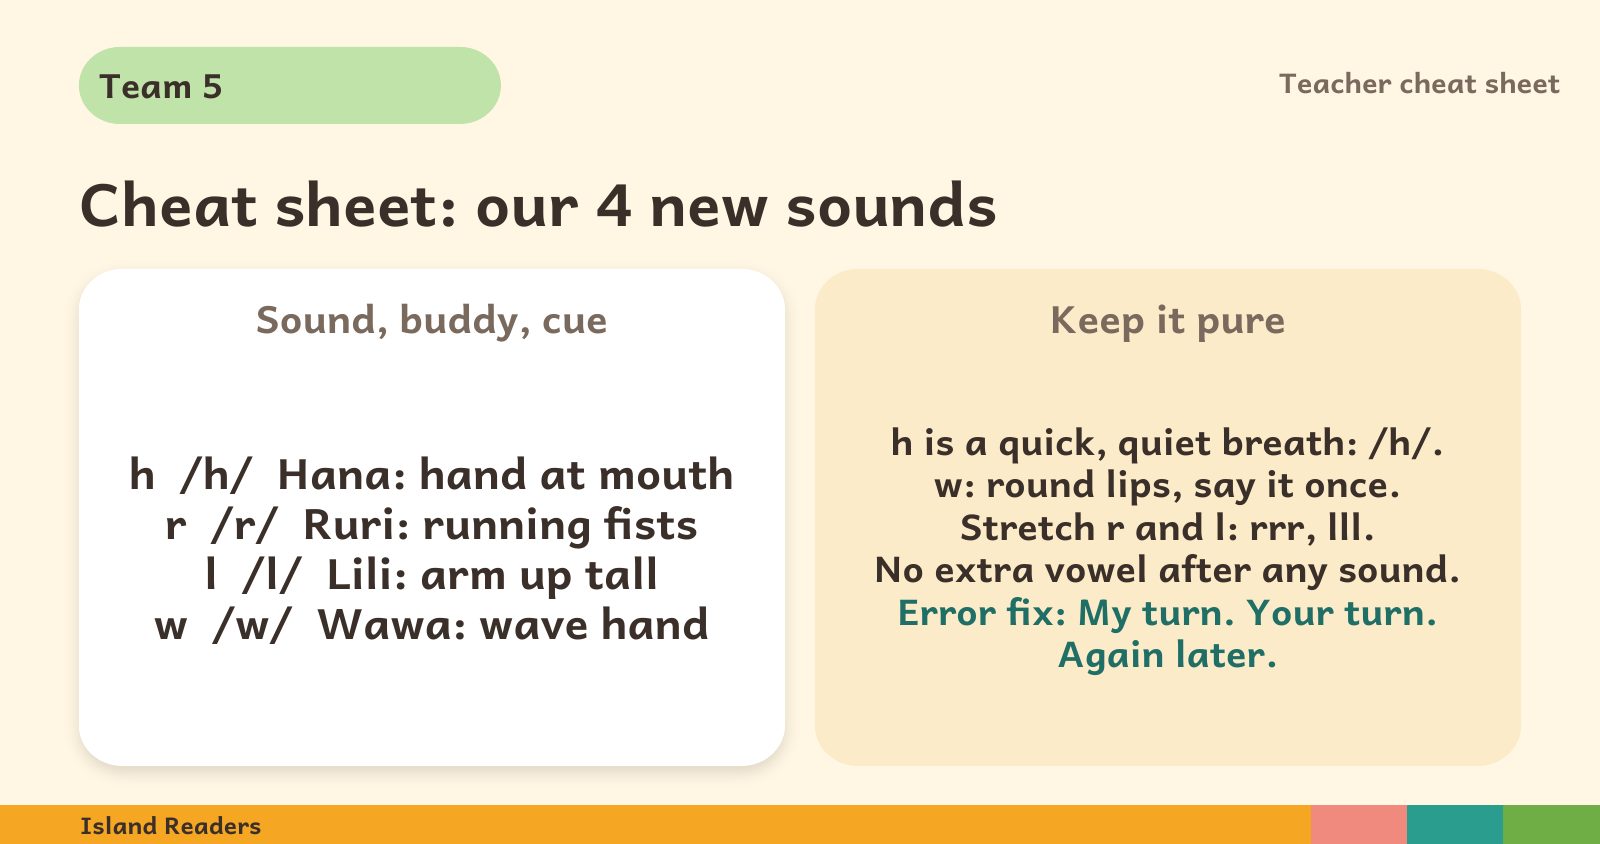 Team 5
Teacher cheat sheet
Cheat sheet: our 4 new sounds
Sound, buddy, cue
h /h/ Hana: hand at mouth
r /r/ Ruri: running fists
l /l/ Lili: arm up tall
w /w/ Wawa: wave hand
Keep it pure
h is a quick, quiet breath: /h/.
w: round lips, say it once.
Stretch r and l: rrr, lll.
No extra vowel after any sound.
Error fix: My turn. Your turn.
Again later.
Island Readers